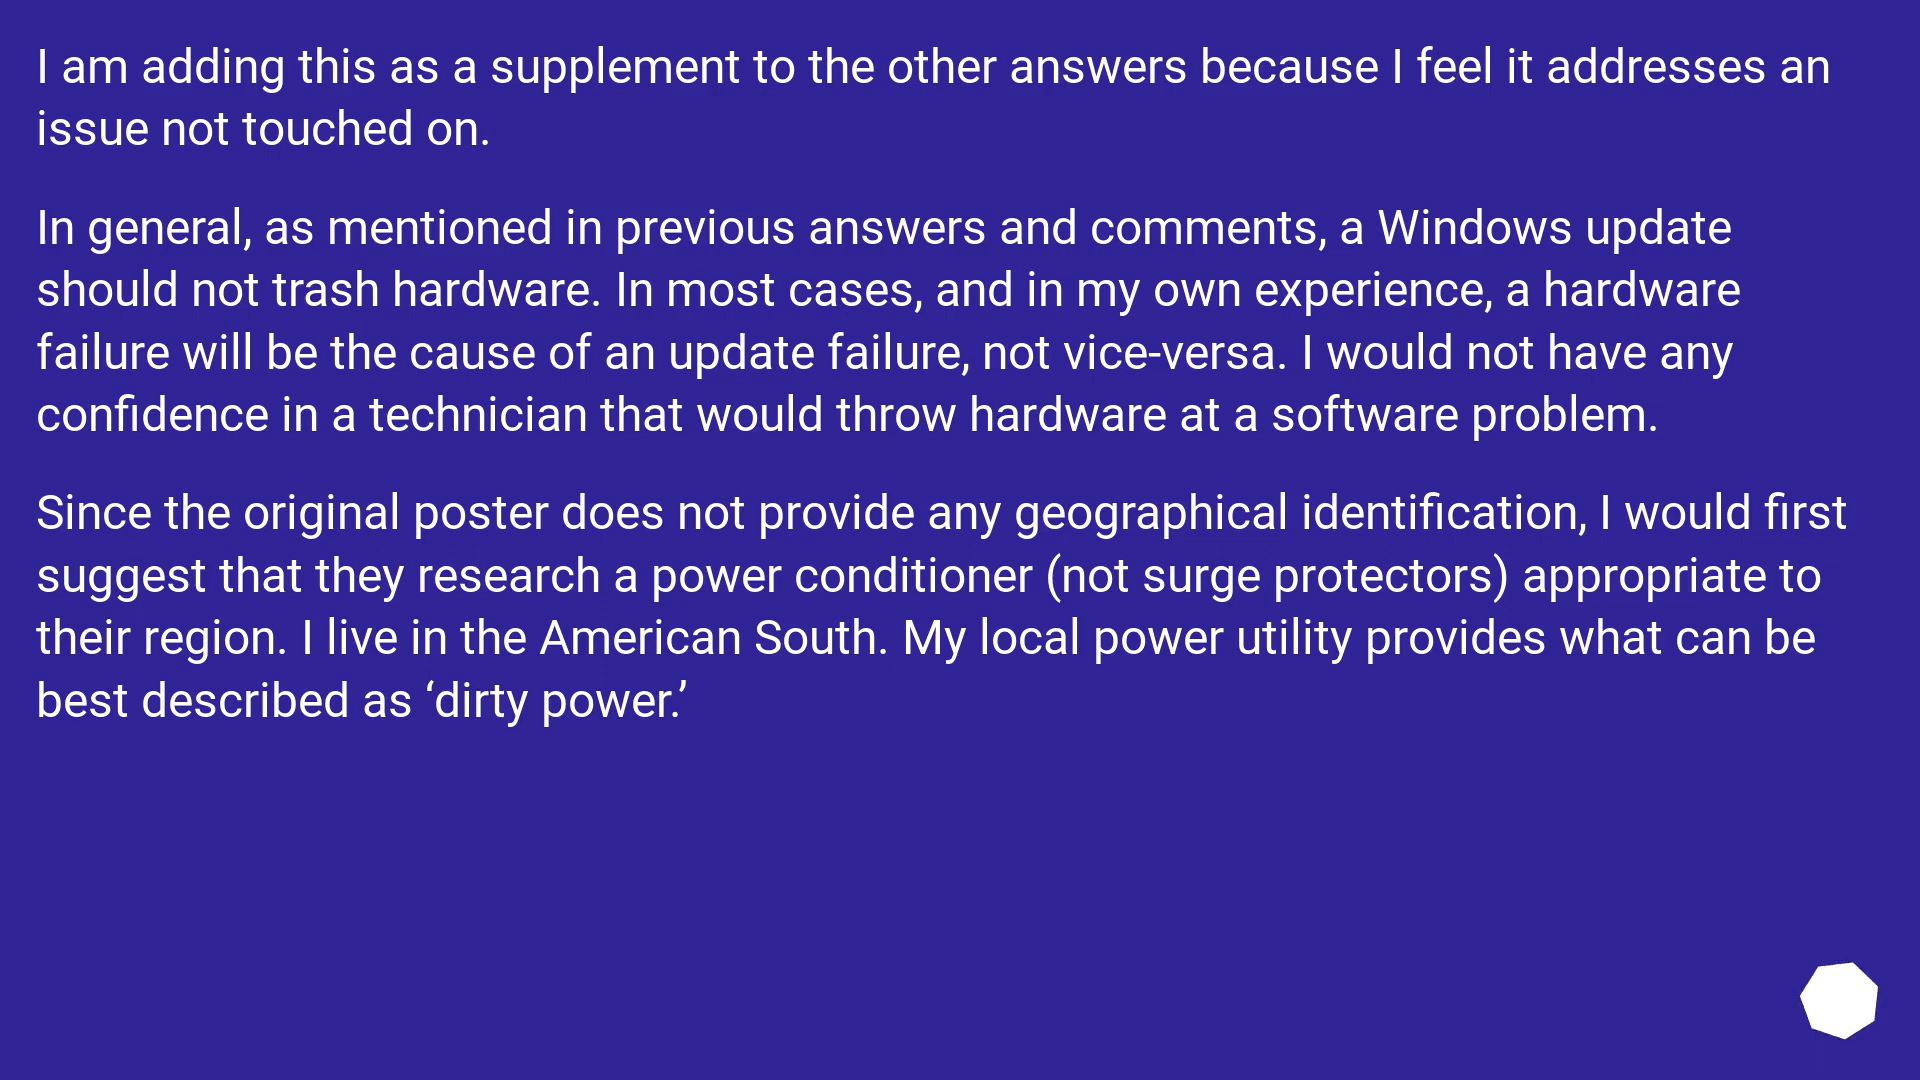 I am adding this as a supplement to the other answers because I feel it addresses an
issue not touched on.
In general, as mentioned in previous answers and comments, a Windows update
should not trash hardware. In most cases, and in my own experience, a hardware
failure will be the cause of an update failure, not vice-versa. I would not have any
confidence in a technician that would throw hardware at a software problem.
Since the original poster does not provide any geographical identification, I would first
suggest that they research a power conditioner (not surge protectors) appropriate to
their region. I live in the American South. My local power utility provides what can be
best described as ‘dirty power.’